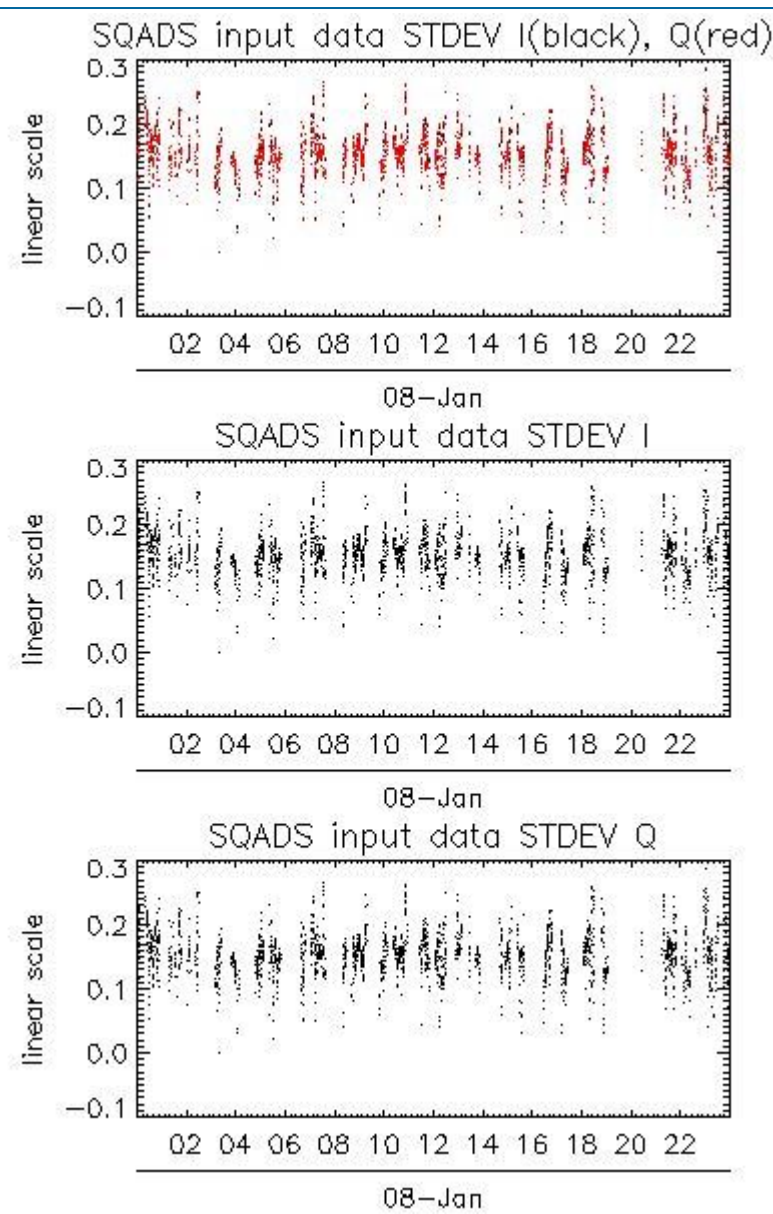 SQADS input data STDEV I(black), Q(red)
linear scale
0.3
0.2
0.1
0.0
−0.1
02 04 06 08 10 12 14 16 18 20 22
08−Jan
SQADS input data STDEV I
linear scale
0.3
0.2
0.1
0.0
−0.1
02 04 06 08 10 12 14 16 18 20 22
08−Jan
SQADS input data STDEV Q
linear scale
0.3
0.2
0.1
0.0
−0.1
02 04 06 08 10 12 14 16 18 20 22
08−Jan